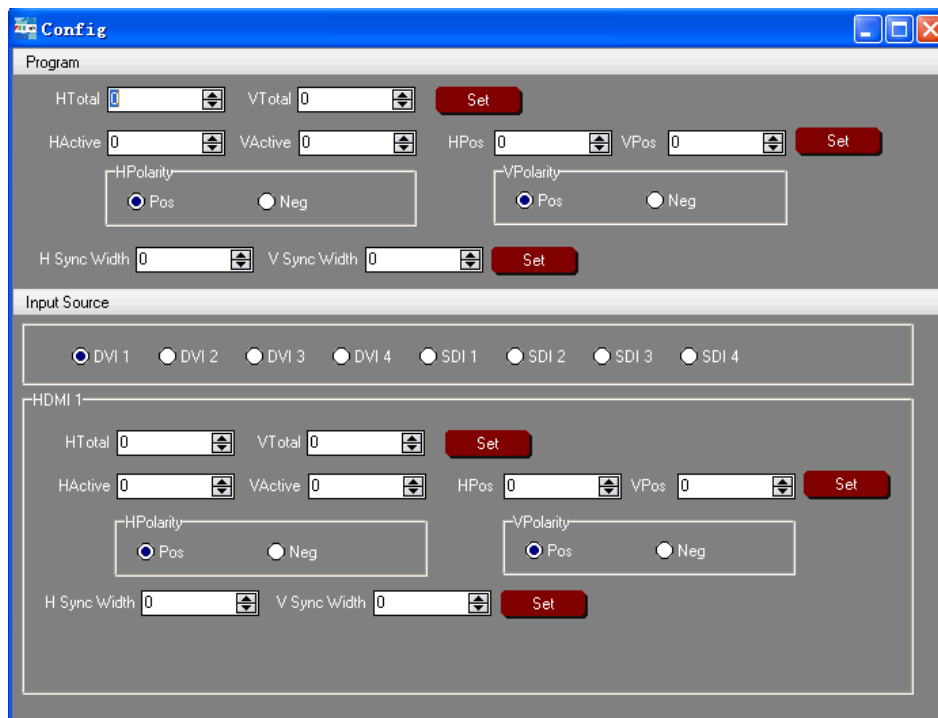 Config
Program
HTotal 0 VTotal 0 Set
HActive 0 VActive 0 HPos 0 VPos 0 Set
HPolarity VPolarity
Pos Neg Pos Neg
H Sync Width 0 V Sync Width 0 Set
Input Source
DVI 1 DVI 2 DVI 3 DVI 4 SDI 1 SDI 2 SDI 3 SDI 4
HDMI 1
HTotal 0 VTotal 0 Set
HActive 0 VActive 0 HPos 0 VPos 0 Set
HPolarity VPolarity
Pos Neg Pos Neg
H Sync Width 0 V Sync Width 0 Set